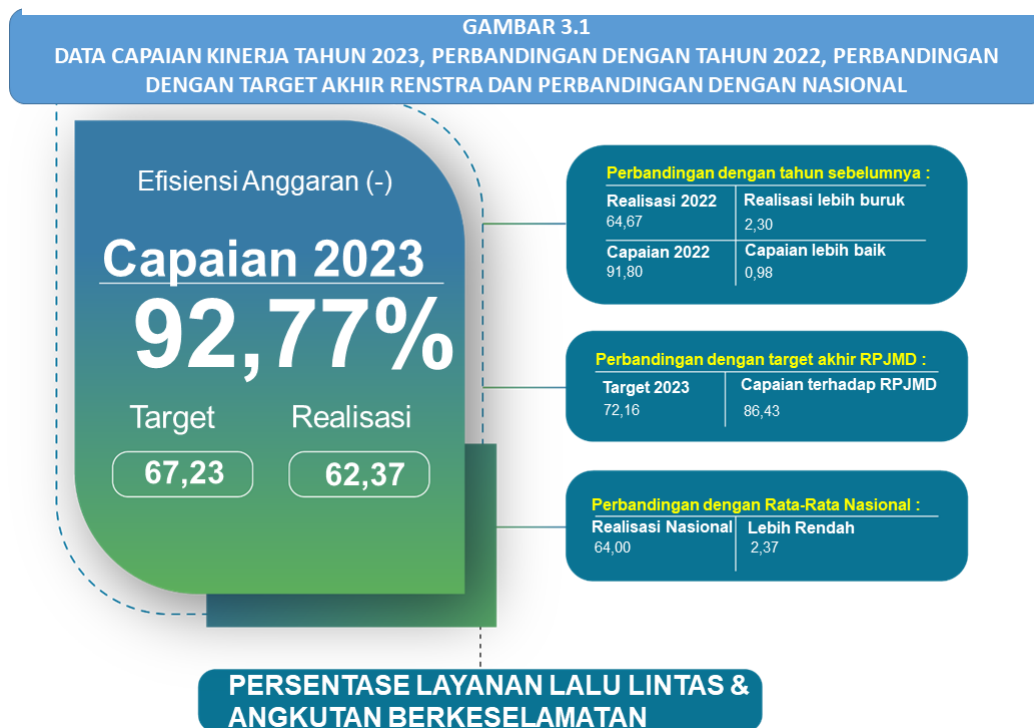 GAMBAR 3.1
DATA CAPAIAN KINERJA TAHUN 2023, PERBANDINGAN DENGAN TAHUN 2022, PERBANDINGAN
DENGAN TARGET AKHIR RENSTRA DAN PERBANDINGAN DENGAN NASIONAL
Efisiensi Anggaran (-)
Capaian 2023
92,77%
Target
Realisasi
67,23
62,37
Perbandingan dengan tahun sebelumnya :
Realisasi 2022
Realisasi lebih buruk
64,67
2,30
Capaian 2022
Capaian lebih baik
91,80
0,98
Perbandingan dengan target akhir RPJMD :
Target 2023
Capaian terhadap RPJMD
72,16
86,43
Perbandingan dengan Rata-Rata Nasional :
Realisasi Nasional
Lebih Rendah
64,00
2,37
PERSENTASE LAYANAN LALU LINTAS &
ANGKUTAN BERKESELAMATAN